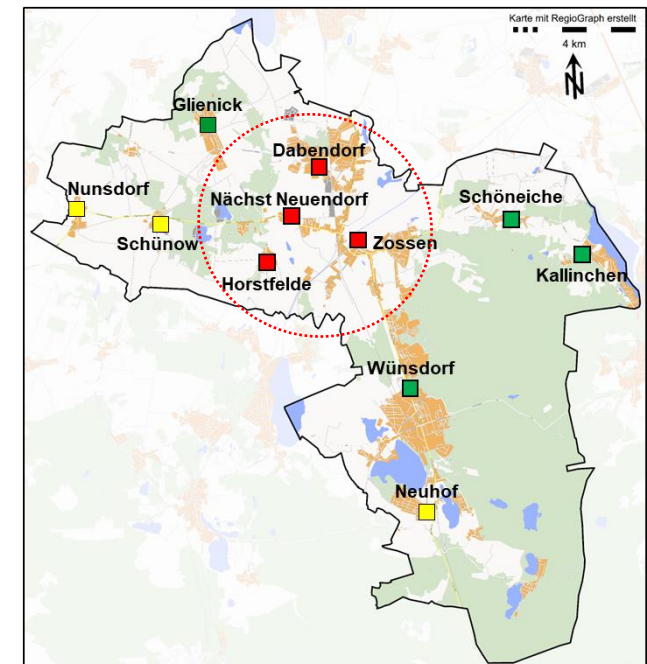 Karte mit RegioGraph erstellt
4 km
N
Glienick
Dabendorf
Nunsdorf
Nächst Neuendorf
Schöneiche
Schünow
Zossen
Kallinchen
Horstfelde
Wünsdorf
Neuhof